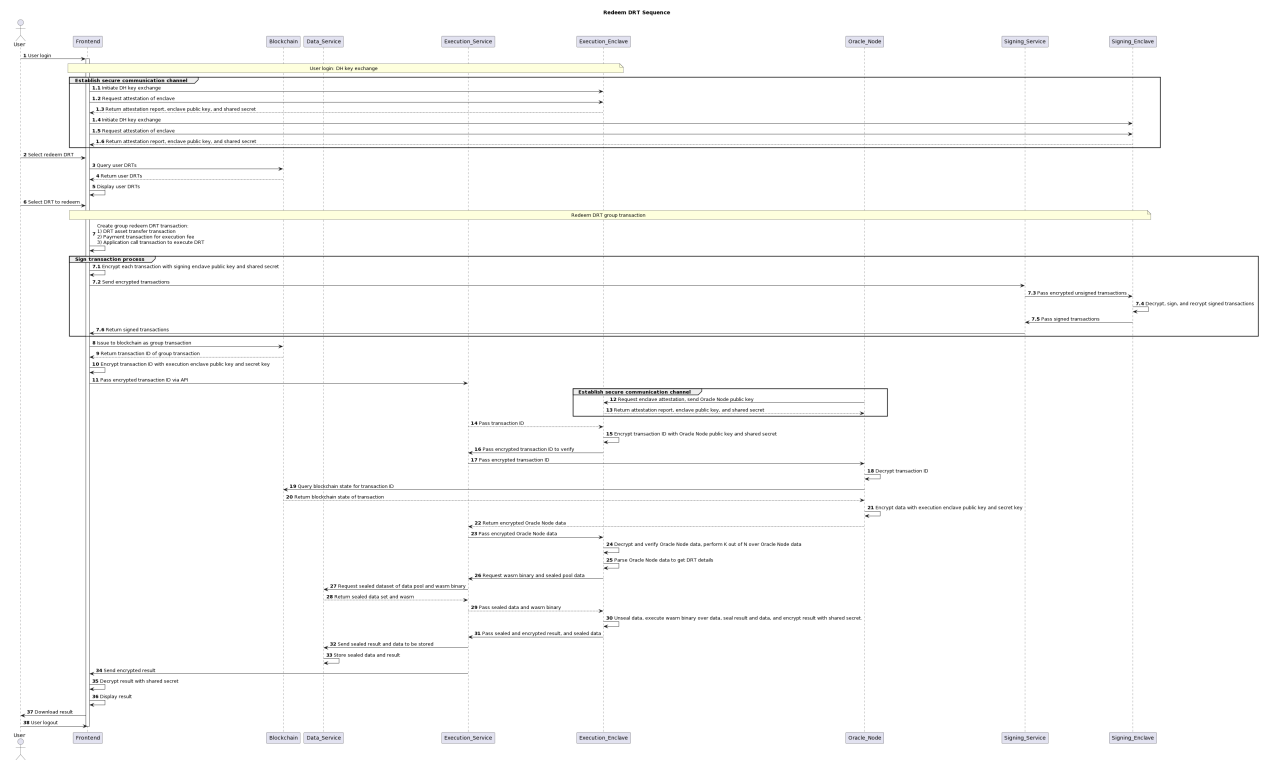 Redeem DRT Sequence
User
Frontend
Blockchain
Data_Service
Execution_Service
Execution_Enclave
Oracle_Node
Signing_Service
Signing_Enclave
1 User login
User login: DH key exchange
Establish secure communication channel
1.1 Initiate DH key exchange
1.2 Request attestation of enclave
1.3 Return attestation report, enclave public key, and shared secret
1.4 Initiate DH key exchange
1.5 Request attestation of enclave
1.6 Return attestation report, enclave public key, and shared secret
2 Select redeem DRT
3 Query user DRTs
4 Return user DRTs
5 Display user DRTs
6 Select DRT to redeem
Redeem DRT group transaction
7 Create group redeem DRT transaction:
1) DRT asset transfer transaction
2) Payment transaction for execution fee
3) Application call transaction to execute DRT
Sign transaction process
7.1 Encrypt each transaction with signing enclave public key and shared secret
7.2 Send encrypted transactions
7.3 Pass encrypted unsigned transactions
7.4 Decrypt, sign, and recrypt signed transactions
7.5 Pass signed transactions
7.6 Return signed transactions
8 Issue to blockchain as group transaction
9 Return transaction ID of group transaction
10 Encrypt transaction ID with execution enclave public key and secret key
11 Pass encrypted transaction ID via API
Establish secure communication channel
12 Request enclave attestation, send Oracle Node public key
13 Return attestation report, enclave public key, and shared secret
14 Pass transaction ID
15 Encrypt transaction ID with Oracle Node public key and shared secret
16 Pass encrypted transaction ID to verify
17 Pass encrypted transaction ID
18 Decrypt transaction ID
19 Query blockchain state for transaction ID
20 Return blockchain state of transaction
21 Encrypt data with execution enclave public key and secret key
22 Return encrypted Oracle Node data
23 Pass encrypted Oracle Node data
24 Decrypt and verify Oracle Node data, perform K out of N over Oracle Node data
25 Parse Oracle Node data to get DRT details
26 Request wasm binary and sealed pool data
27 Request sealed dataset of data pool and wasm binary
28 Return sealed data set and wasm
29 Pass sealed data and wasm binary
30 Unseal data, execute wasm binary over data, seal result and data, and encrypt result with shared secret
31 Pass sealed and encrypted result, and sealed data
32 Send sealed result and data to be stored
33 Store sealed data and result
34 Send encrypted result
35 Decrypt result with shared secret
36 Display result
37 Download result
38 User logout
User
Frontend
Blockchain
Data_Service
Execution_Service
Execution_Enclave
Oracle_Node
Signing_Service
Signing_Enclave